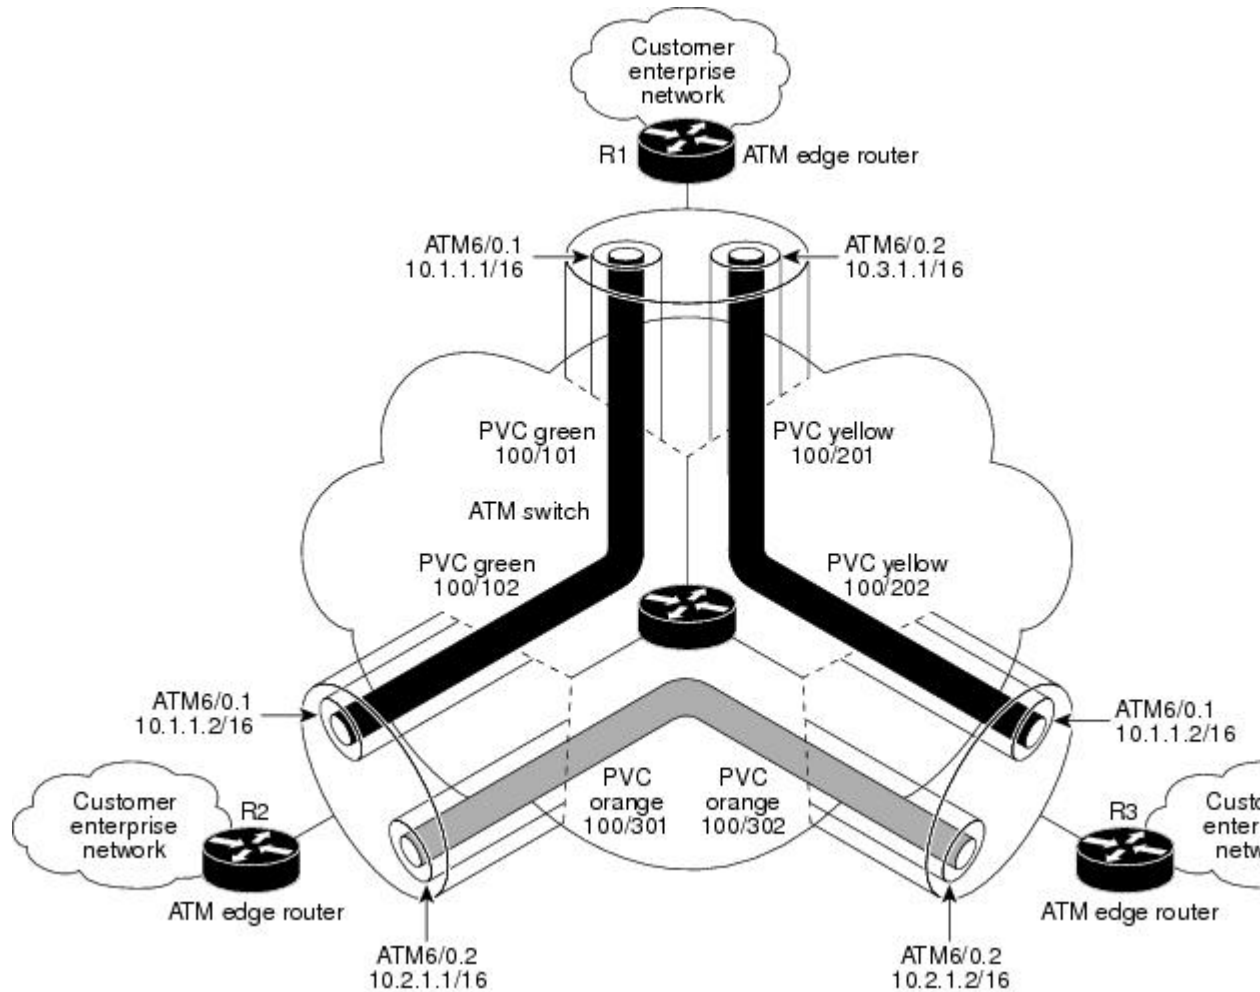 Customer
enterprise
network
R1
ATM edge router
ATM6/0.1
10.1.1.1/16
ATM6/0.2
10.3.1.1/16
PVC green
100/101
PVC yellow
100/201
ATM switch
PVC green
100/102
PVC yellow
100/202
ATM6/0.1
10.1.1.2/16
ATM6/0.1
10.1.1.2/16
PVC
orange
100/301
PVC
orange
100/302
Customer
enterprise
network
R2
ATM edge router
R3
ATM edge router
ATM6/0.2
10.2.1.1/16
ATM6/0.2
10.2.1.2/16